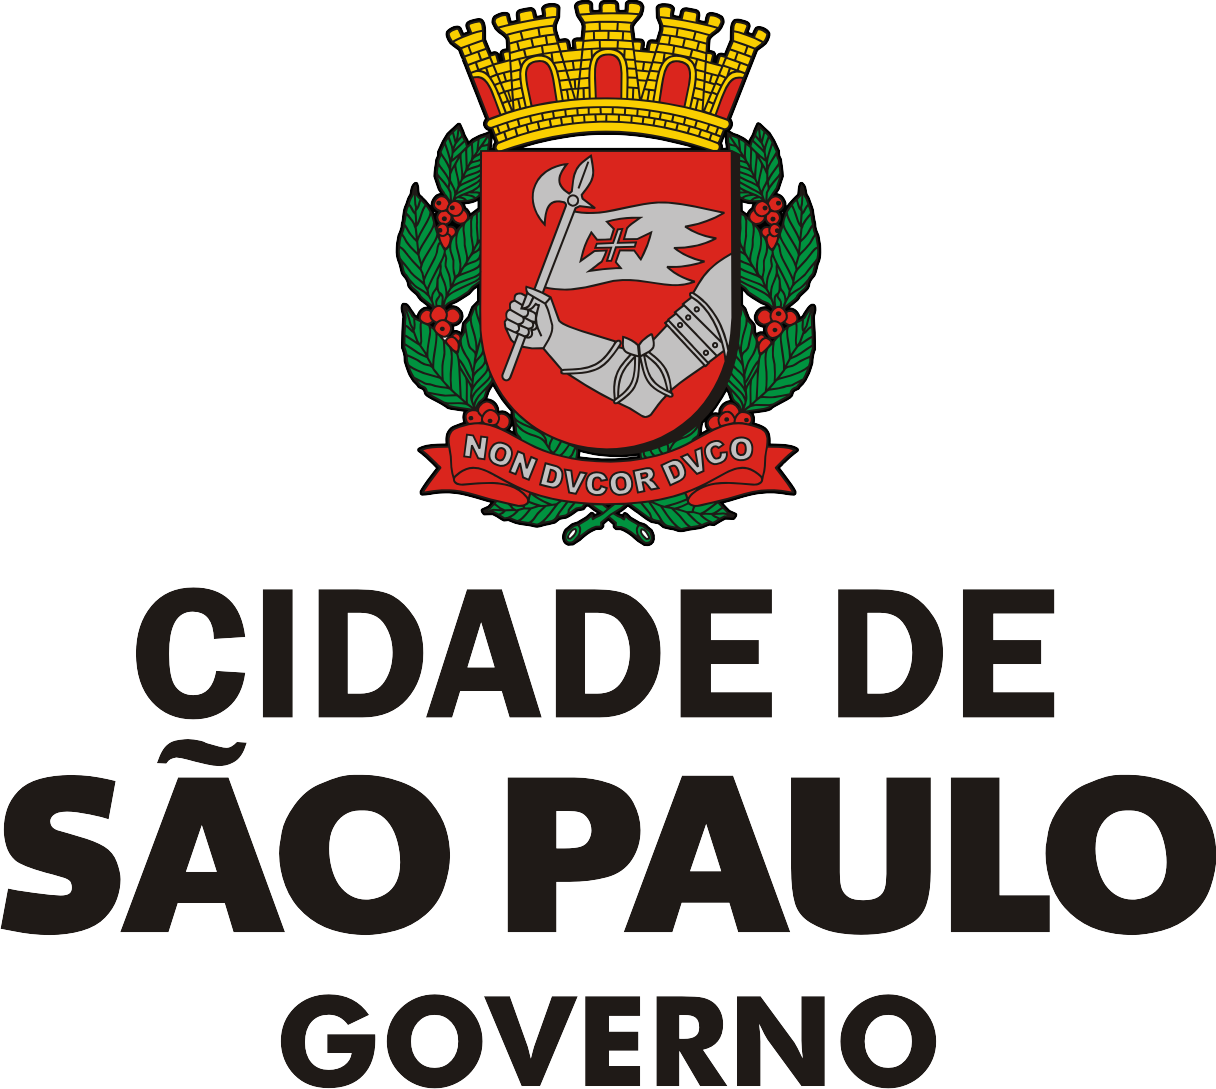 NON DVCOR DVCO
CIDADE DE
SÃO PAULO
GOVERNO